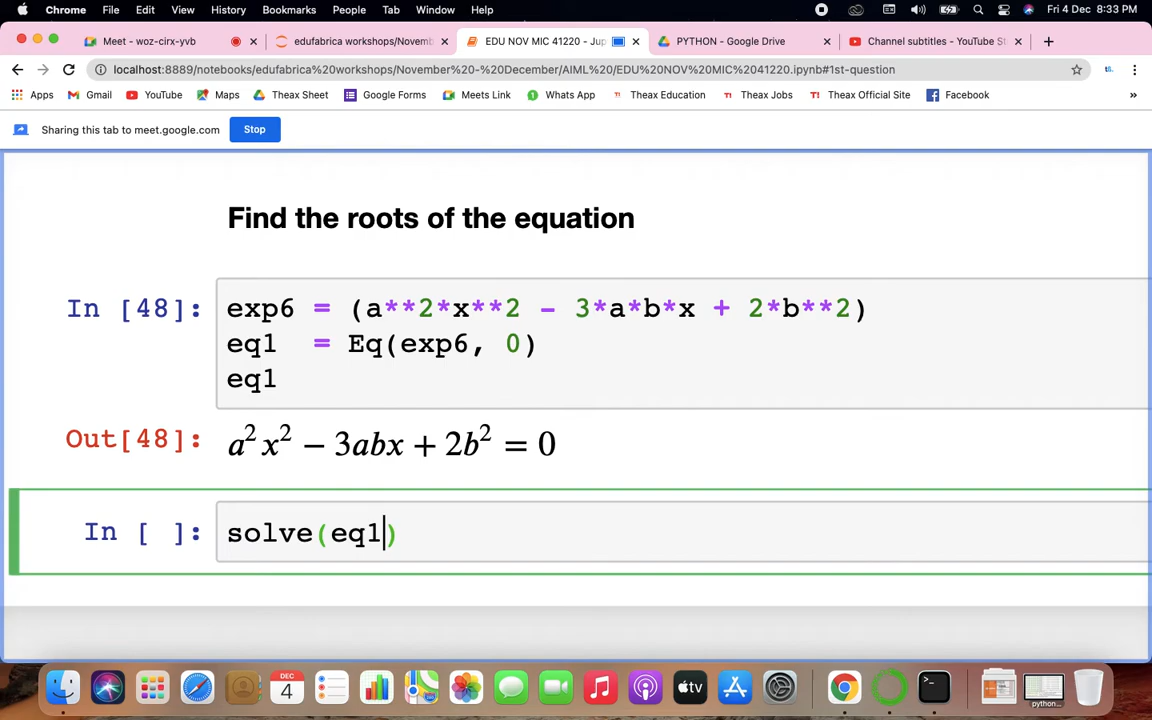 Chrome File Edit View History Bookmarks People Tab Window Help Fri 4 Dec 8:33 PM
Meet - woz-cirx-yvb edufabrica workshops/Novemb EDU NOV MIC 41220 - Jup PYTHON - Google Drive Channel subtitles - YouTube St
localhost:8889/notebooks/edufabrica%20workshops/November%20-%20December/AIML%20/EDU%20NOV%20MIC%2041220.ipynb#1st-question
Apps Gmail YouTube Maps Theax Sheet Google Forms Meets Link Whats App Theax Education Theax Jobs Theax Official Site Facebook »
Sharing this tab to meet.google.com Stop
Find the roots of the equation
In [48]: exp6 = (a**2*x**2 - 3*a*b*x + 2*b**2)
eq1 = Eq(exp6, 0)
eq1
Out[48]: a²x² − 3abx + 2b² = 0
In [ ]: solve(eq1)
DEC
4
tv
python...